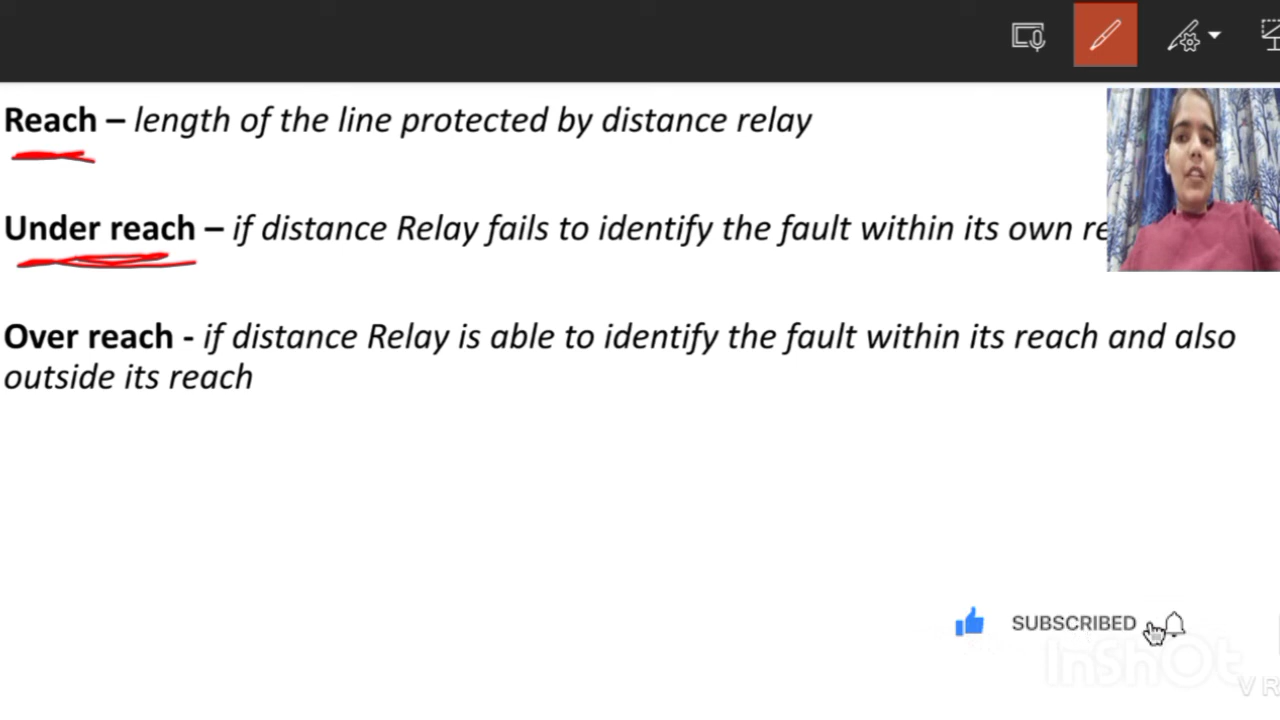 Reach – length of the line protected by distance relay
Under reach – if distance Relay fails to identify the fault within its own
Over reach - if distance Relay is able to identify the fault within its reach and also
outside its reach
SUBSCRIBED
InShOt
V R